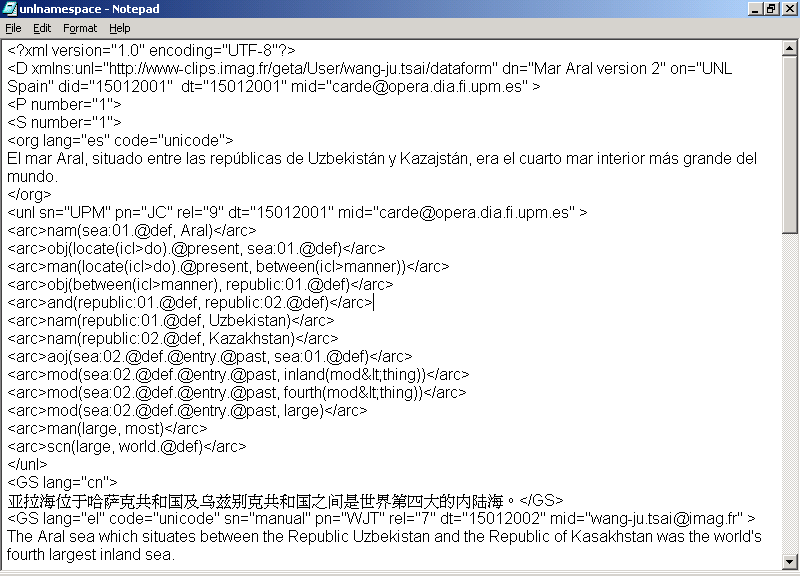 unlnamespace - Notepad
File Edit Format Help
<?xml version="1.0" encoding="UTF-8"?>
<D xmlns:unl="http://www-clips.imag.fr/geta/User/wang-ju.tsai/dataform" dn="Mar Aral version 2" on="UNL
Spain" did="15012001"  dt="15012001" mid="carde@opera.dia.fi.upm.es" >
<P number="1">
<S number="1">
<org lang="es" code="unicode">
El mar Aral, situado entre las repúblicas de Uzbekistán y Kazajstán, era el cuarto mar interior más grande del
mundo.
</org>
<unl sn="UPM" pn="JC" rel="9" dt="15012001" mid="carde@opera.dia.fi.upm.es" >
<arc>nam(sea:01.@def, Aral)</arc>
<arc>obj(locate(icl>do).@present, sea:01.@def)</arc>
<arc>man(locate(icl>do).@present, between(icl>manner))</arc>
<arc>obj(between(icl>manner), republic:01.@def)</arc>
<arc>and(republic:01.@def, republic:02.@def)</arc>
<arc>nam(republic:01.@def, Uzbekistan)</arc>
<arc>nam(republic:02.@def, Kazakhstan)</arc>
<arc>aoj(sea:02.@def.@entry.@past, sea:01.@def)</arc>
<arc>mod(sea:02.@def.@entry.@past, inland(mod&lt;thing))</arc>
<arc>mod(sea:02.@def.@entry.@past, fourth(mod&lt;thing))</arc>
<arc>mod(sea:02.@def.@entry.@past, large)</arc>
<arc>man(large, most)</arc>
<arc>scn(large, world.@def)</arc>
</unl>
<GS lang="cn">
亚拉海位于哈萨克共和国及乌兹别克共和国之间是世界第四大的内陆海。</GS>
<GS lang="el" code="unicode" sn="manual" pn="WJT" rel="7" dt="15012002" mid="wang-ju.tsai@imag.fr" >
The Aral sea which situates between the Republic Uzbekistan and the Republic of Kasakhstan was the world's
fourth largest inland sea.